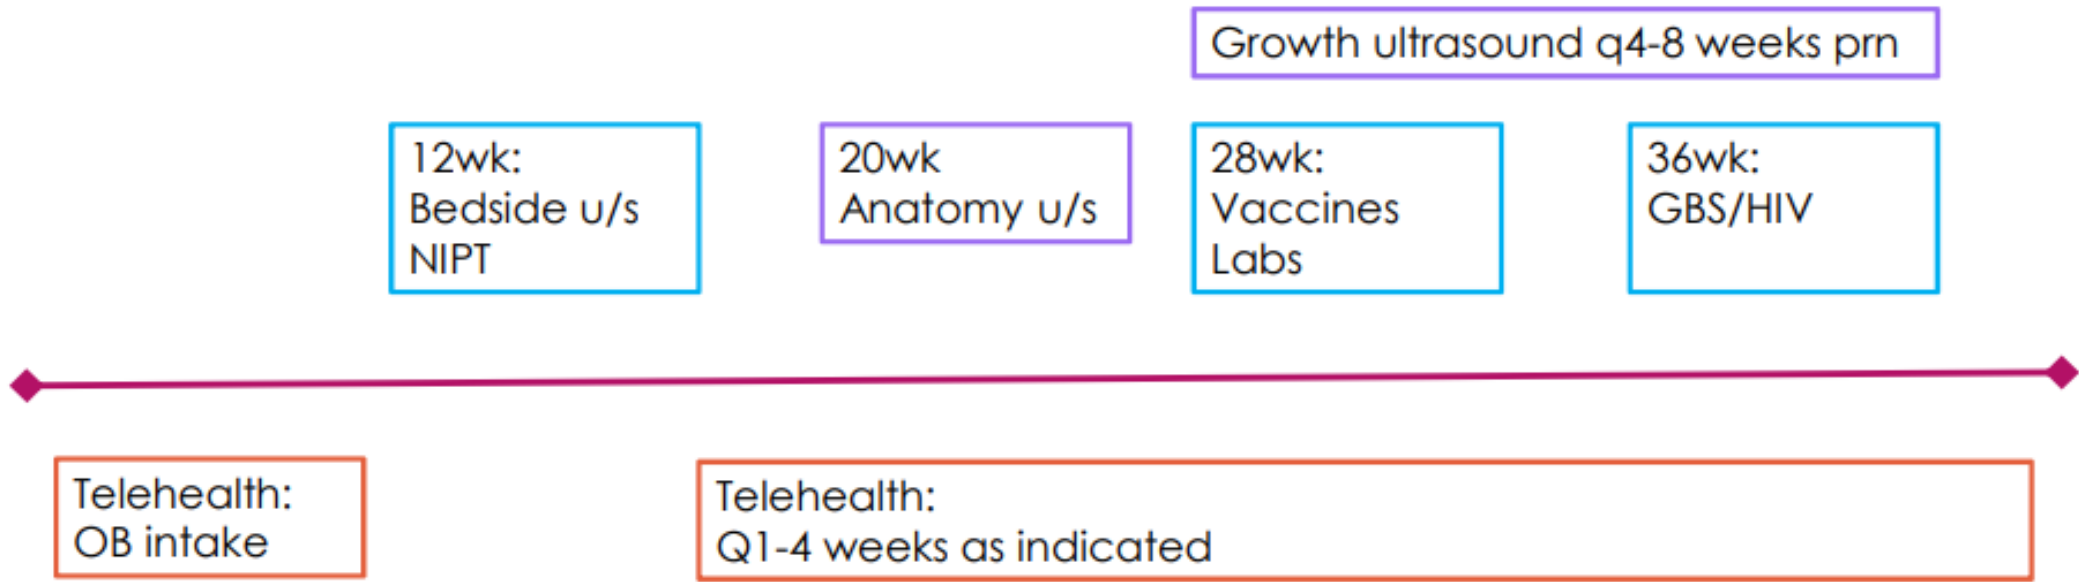 Growth ultrasound q4-8 weeks prn
12wk:
Bedside u/s
NIPT
20wk
Anatomy u/s
28wk:
Vaccines
Labs
36wk:
GBS/HIV
Telehealth:
OB intake
Telehealth:
Q1-4 weeks as indicated